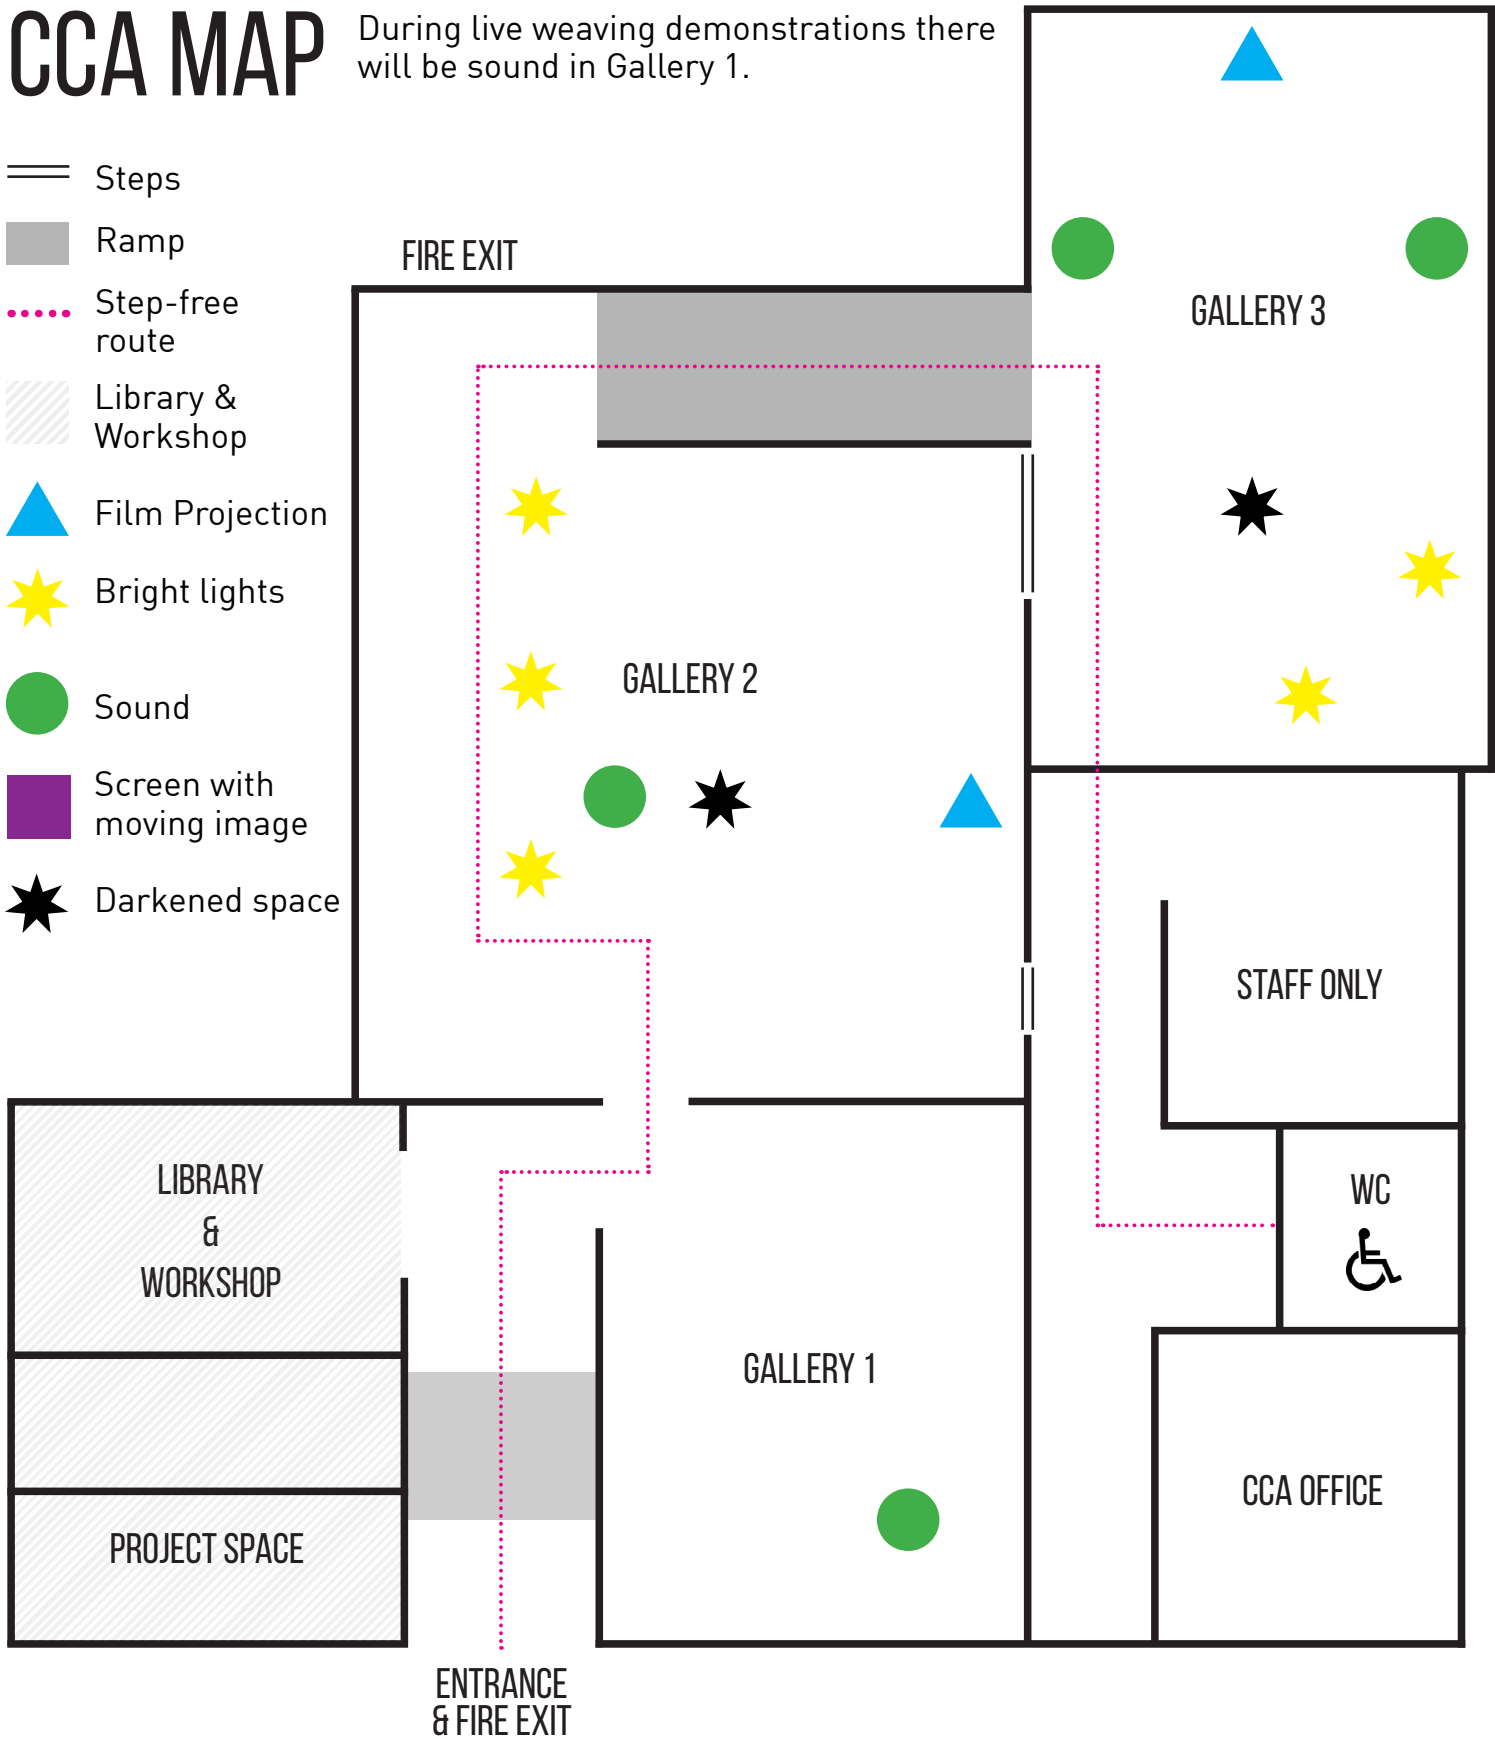 CCA MAP
During live weaving demonstrations there
will be sound in Gallery 1.
Steps
Ramp
Step-free
route
Library &
Workshop
Film Projection
Bright lights
Sound
Screen with
moving image
Darkened space
FIRE EXIT
GALLERY 3
GALLERY 2
STAFF ONLY
LIBRARY
&
WORKSHOP
WC
GALLERY 1
CCA OFFICE
PROJECT SPACE
ENTRANCE
& FIRE EXIT